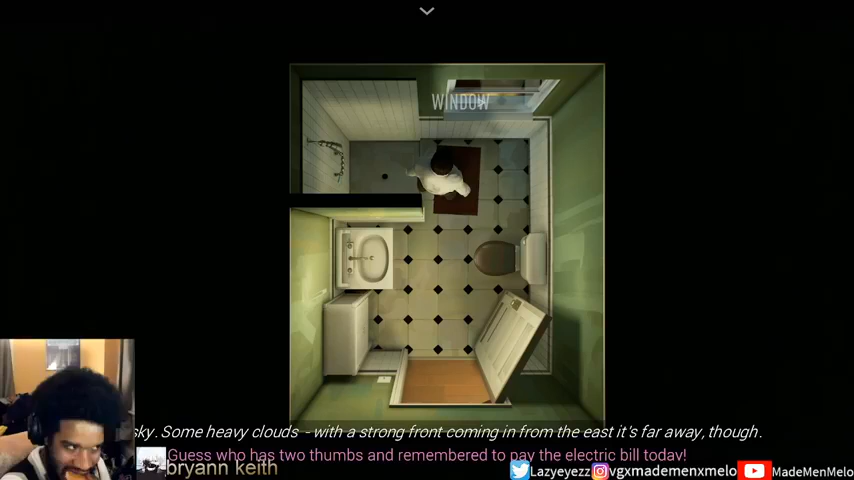 WINDOW
sky. Some heavy clouds - with a strong front coming in from the east it's far away, though.
Guess who has two thumbs and remembered to pay the electric bill today!
bryann keith
Lazyeyezz vgxmademenxmelo MadeMenMelo